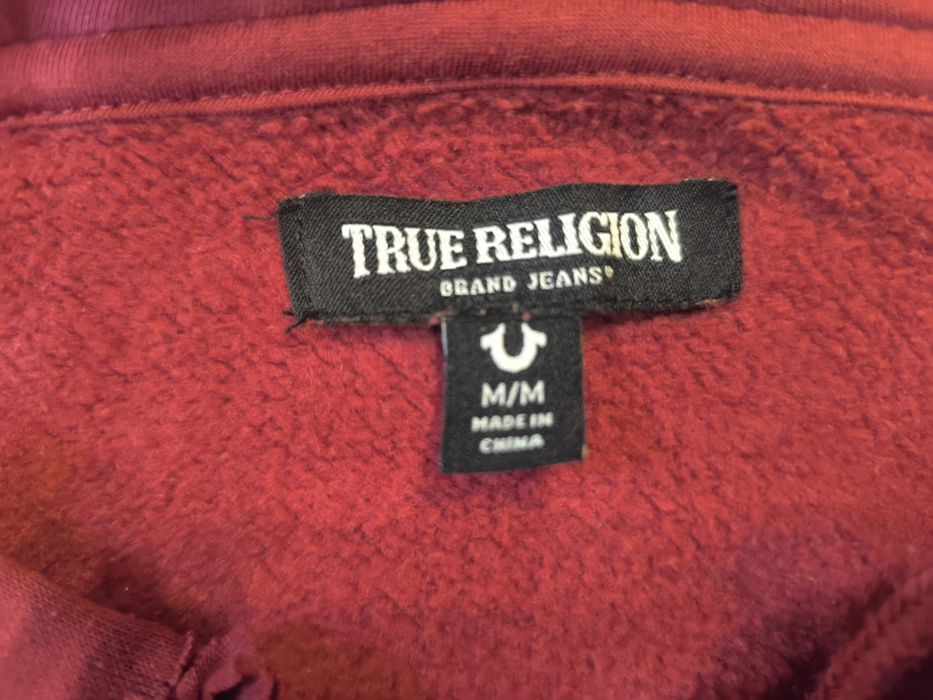 TRUE RELIGION
BRAND JEANS®
M/M
MADE IN
CHINA